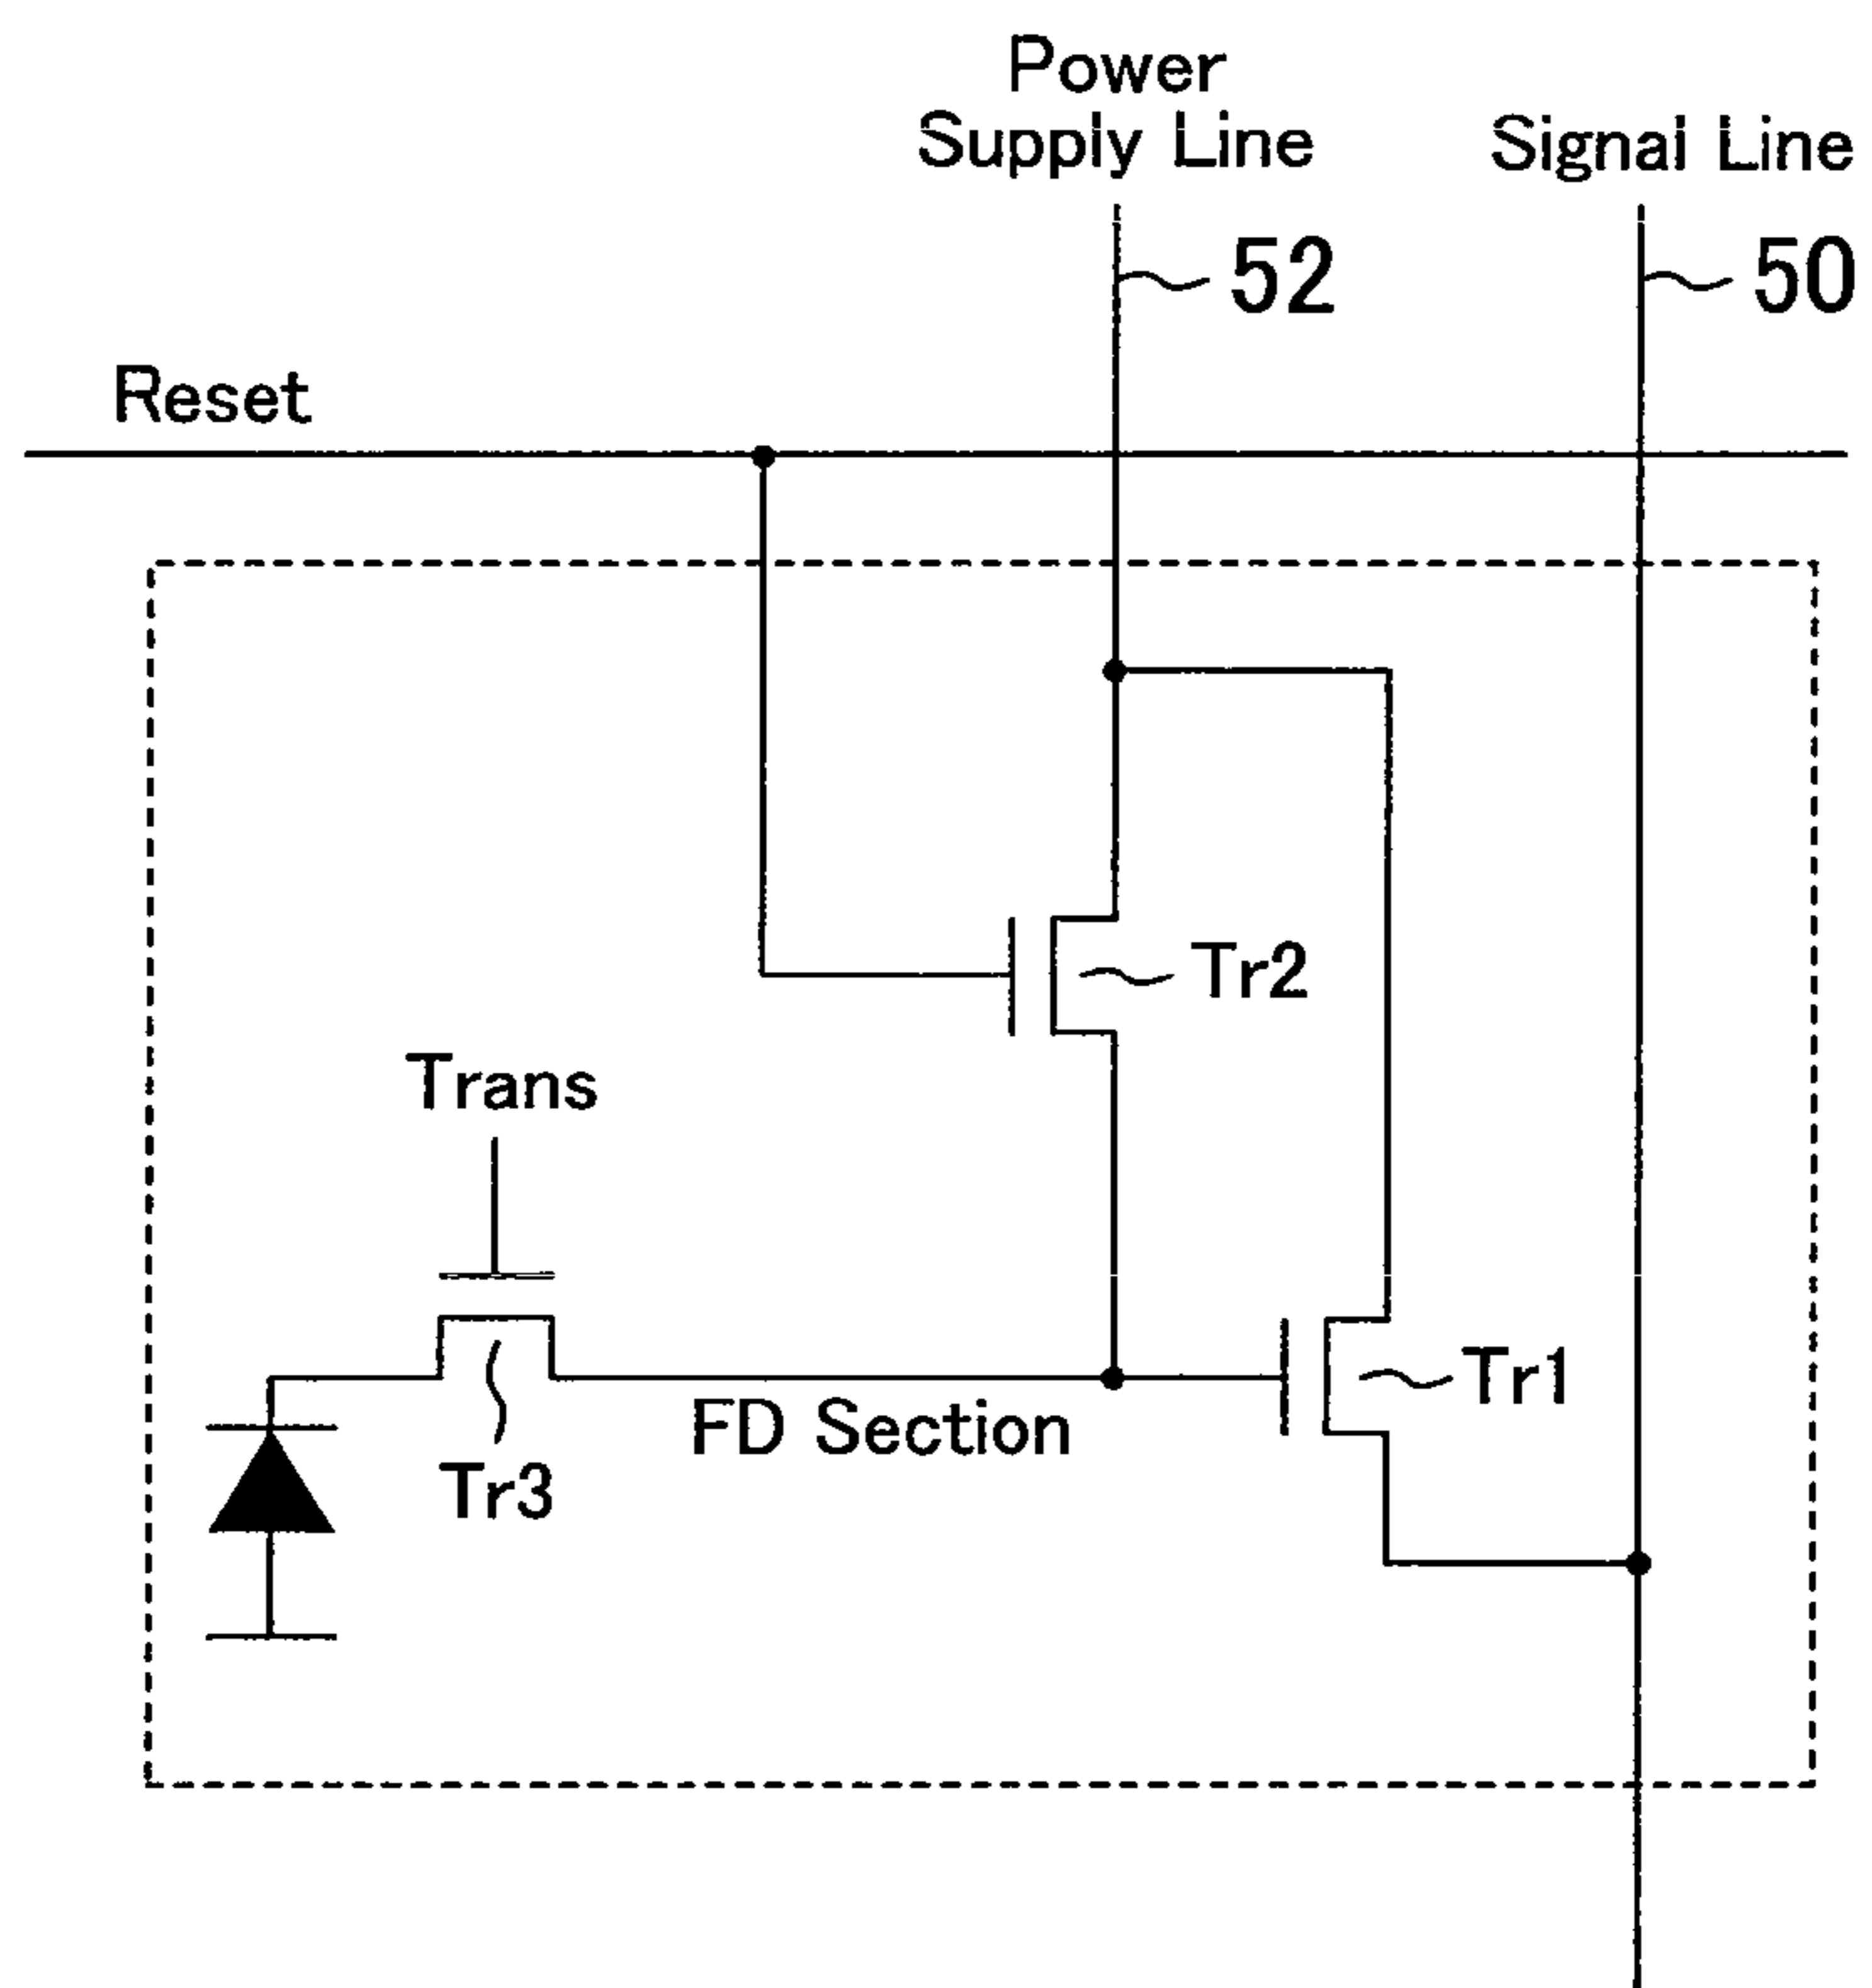 Power
Supply Line
Signal Line
52
50
Reset
Tr2
Trans
Tr1
FD Section
Tr3